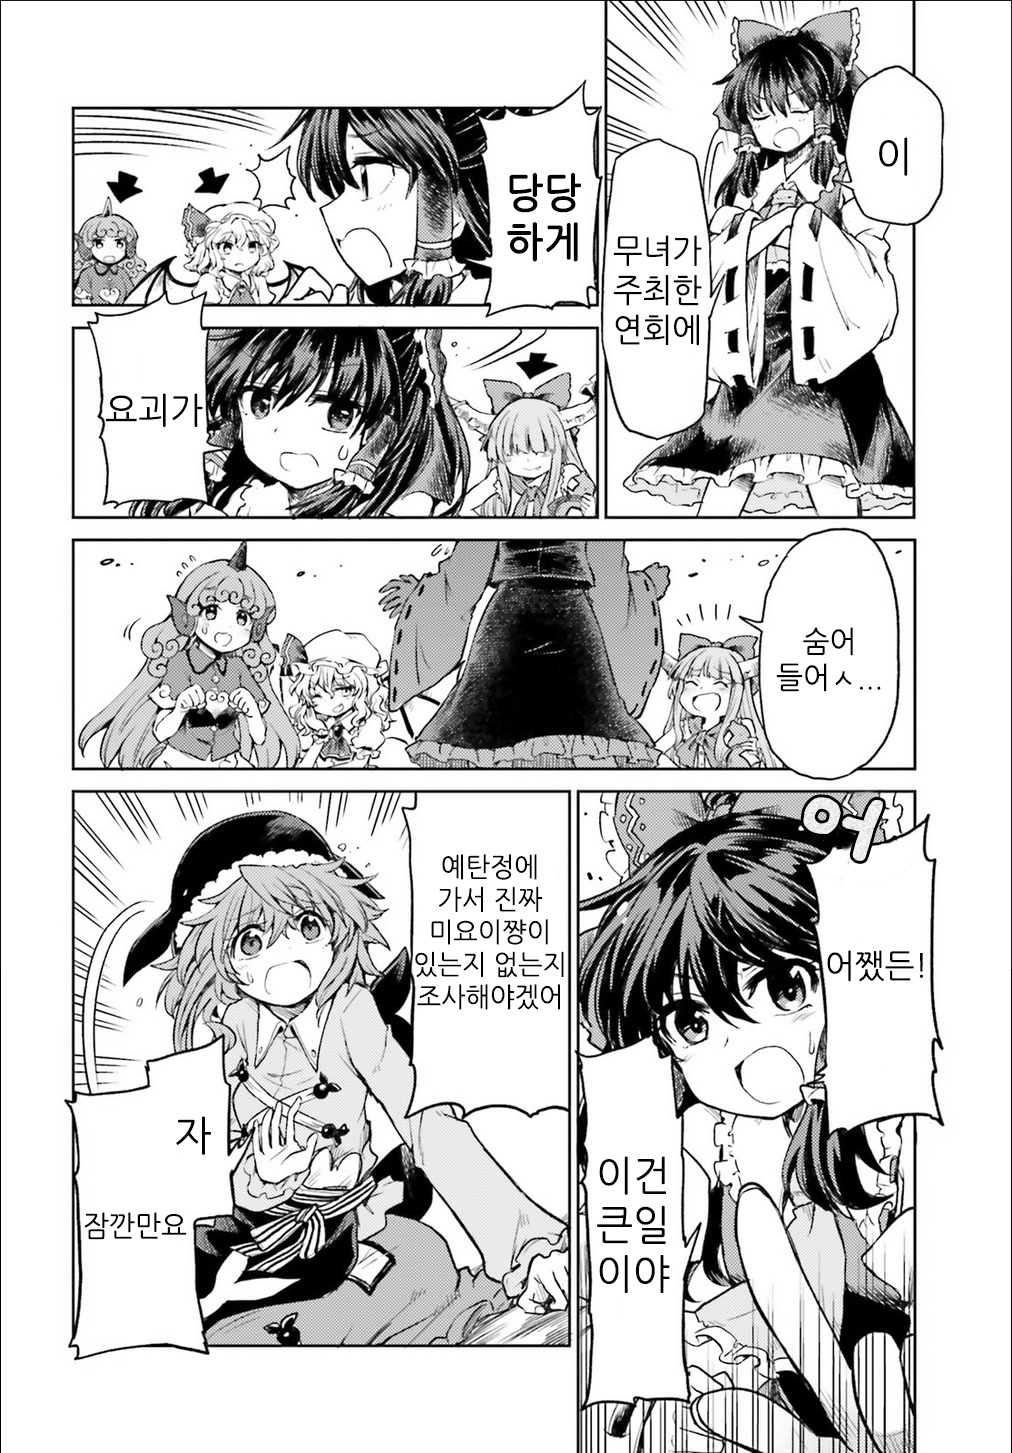 이
무녀가
주최한
연회에
당당
하게
요괴가
숨어
들어ㅅ...
어
어쨌든!
이건
큰일
이야
예탄정에
가서 진짜
미요이쨩이
있는지 없는지
조사해야겠어
자
잠깐만요